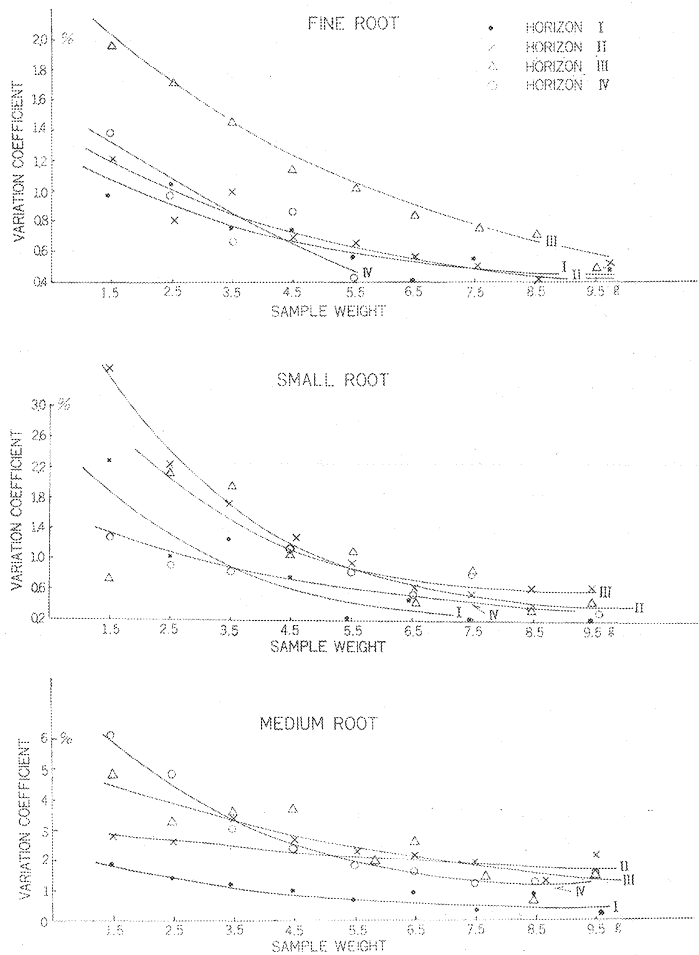 FINE ROOT
• HORIZON I
× HORIZON II
△ HORIZON III
○ HORIZON IV
VARIATION COEFFICIENT
%
2,0
1.8
1.4
1,2
1.0
0.8
0.6
0.4
III
I
II
IV
1.5 2.5 3.5 4.5 5.5 6.5 7.5 8.5 9.5 g
SAMPLE WEIGHT
SMALL ROOT
VARIATION COEFFICIENT
%
3,0
2.6
2,2
1.8
1.4
1.0
0.6
0,2
III
II
IV
I
1.5 2.5 3.5 4.5 5.5 6.5 7.5 8.5 9.5 g
SAMPLE WEIGHT
MEDIUM ROOT
VARIATION COEFFICIENT
%
6
5
4
3
2
1
0
II
III
IV
I
1.5 2.5 3.5 4.5 5.5 6.5 7.5 8.5 9.5 g
SAMPLE WEIGHT